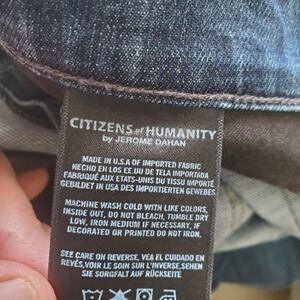 CITIZENS of HUMANITY
by JEROME DAHAN
MADE IN U.S.A OF IMPORTED FABRIC
HECHO EN LOS EE.UU DE TELA IMPORTADA
FABRIQUÉ AUX ETATS-UNIS DU TISSU IMPORTÉ
GEBILDET IN USA DES IMPORTIERTEN GEWEBES
MACHINE WASH COLD WITH LIKE COLORS,
INSIDE OUT, DO NOT BLEACH, TUMBLE DRY
LOW, IRON MEDIUM IF NECESSARY, IF
DECORATED OR PRINTED DO NOT IRON.
SEE CARE ON REVERSE, VEA EL CUIDADO EN
REVÉS, VOIR LE SOIN SUR L'INVERSE, SEHEN
SIE SORGFALT AUF RÜCKSEITE